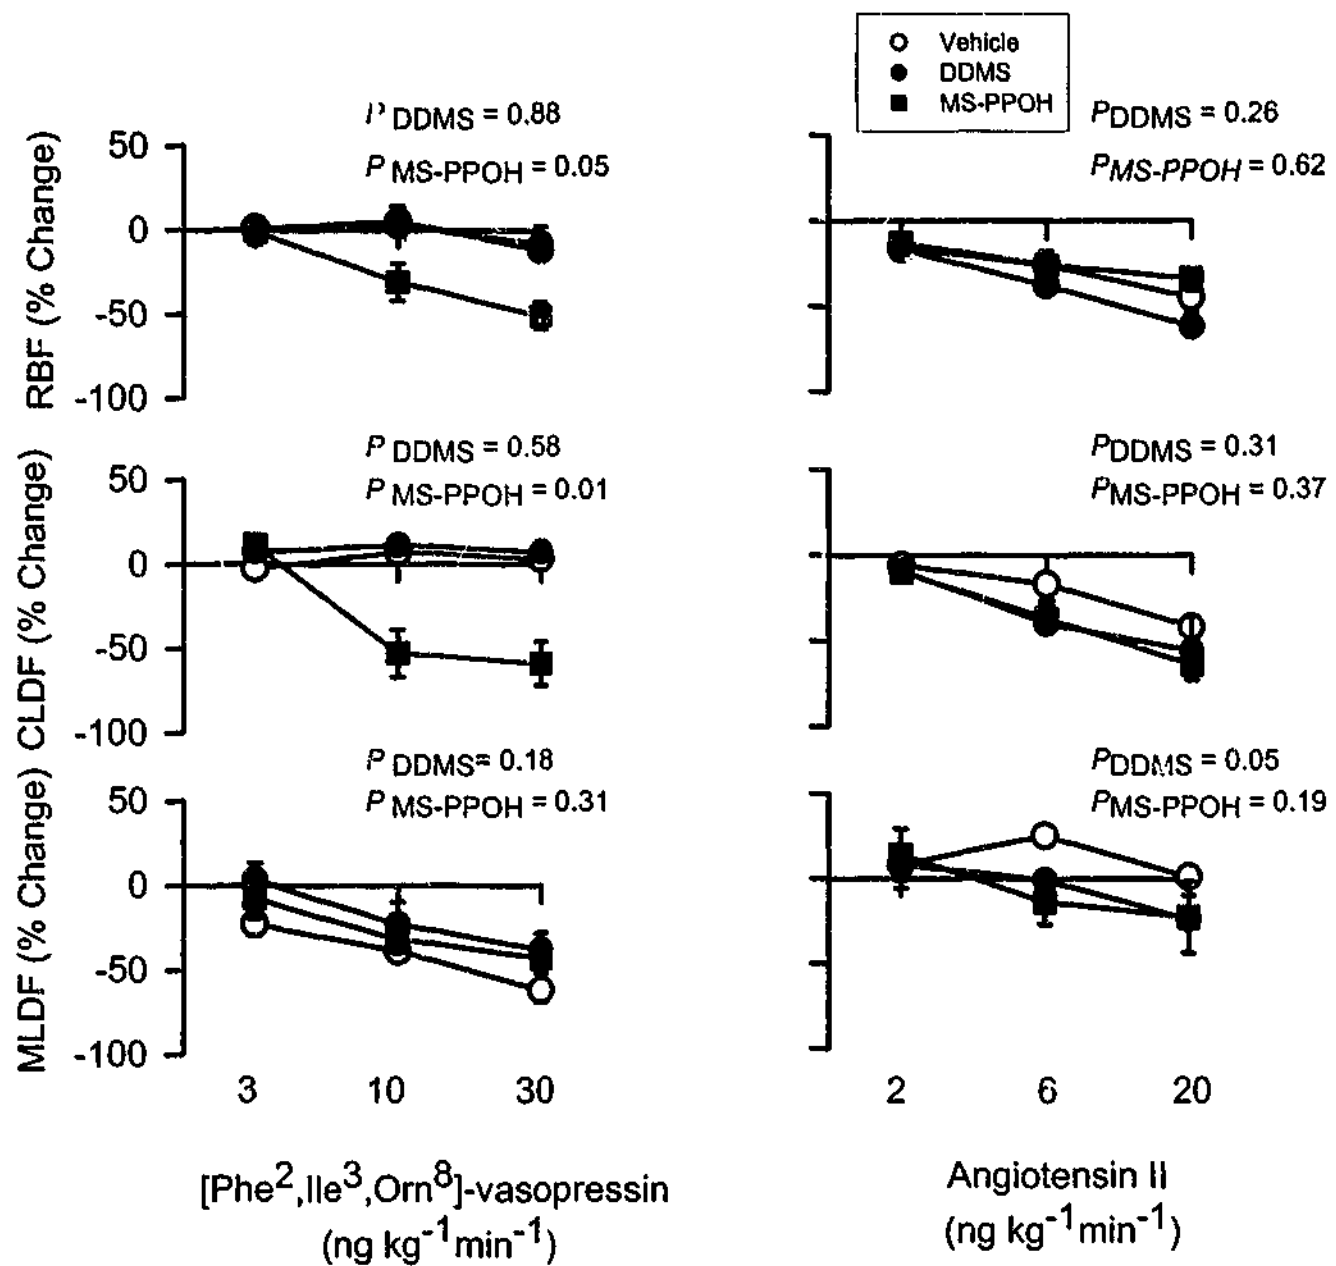 Vehicle
DDMS
MS-PPOH
P DDMS = 0.88
P MS-PPOH = 0.05
PDDMS = 0.26
PMS-PPOH = 0.62
RBF (% Change)
50
0
-50
-100
P DDMS = 0.58
P MS-PPOH = 0.01
PDDMS = 0.31
PMS-PPOH = 0.37
CLDF (% Change)
50
0
-50
-100
P DDMS= 0.18
P MS-PPOH = 0.31
PDDMS = 0.05
PMS-PPOH = 0.19
MLDF (% Change)
50
0
-50
-100
3 10 30
2 6 20
[Phe²,Ile³,Orn⁸]-vasopressin
(ng kg⁻¹min⁻¹)
Angiotensin II
(ng kg⁻¹min⁻¹)